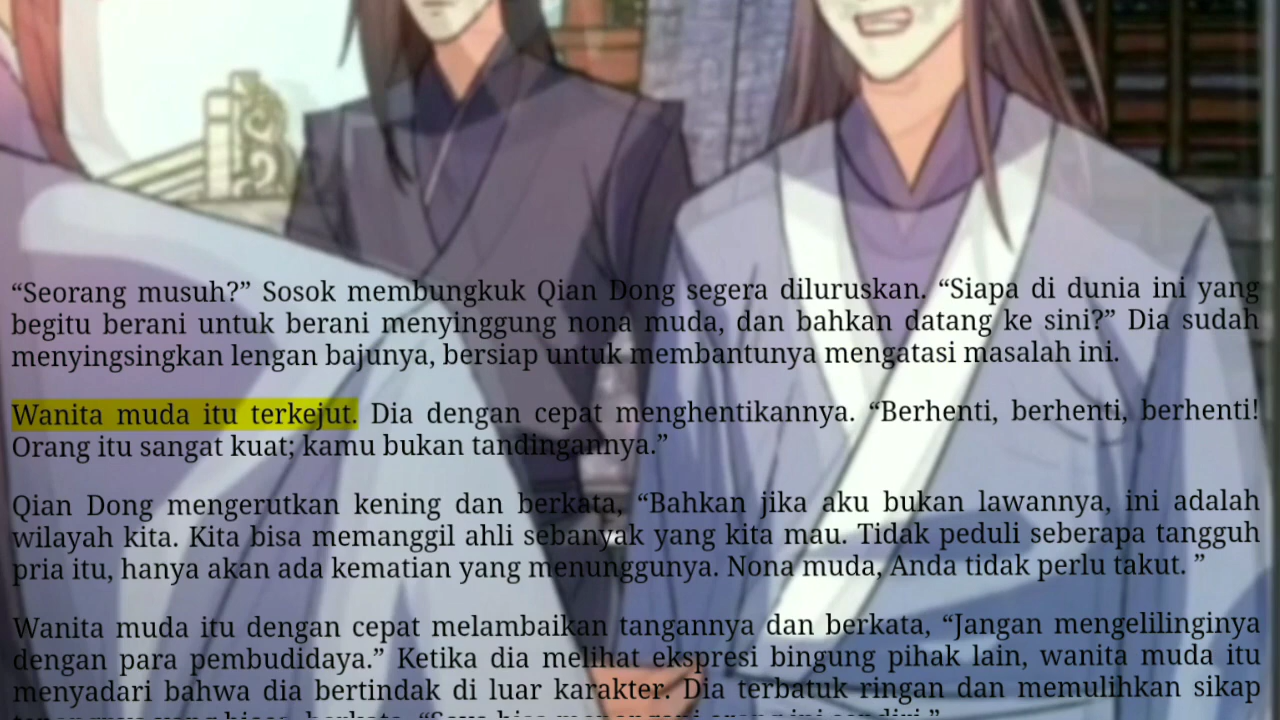 “Seorang musuh?” Sosok membungkuk Qian Dong segera diluruskan. “Siapa di dunia ini yang
begitu berani untuk berani menyinggung nona muda, dan bahkan datang ke sini?” Dia sudah
menyingsingkan lengan bajunya, bersiap untuk membantunya mengatasi masalah ini.
Wanita muda itu terkejut. Dia dengan cepat menghentikannya. “Berhenti, berhenti, berhenti!
Orang itu sangat kuat; kamu bukan tandingannya.”
Qian Dong mengerutkan kening dan berkata, “Bahkan jika aku bukan lawannya, ini adalah
wilayah kita. Kita bisa memanggil ahli sebanyak yang kita mau. Tidak peduli seberapa tangguh
pria itu, hanya akan ada kematian yang menunggunya. Nona muda, Anda tidak perlu takut. ”
Wanita muda itu dengan cepat melambaikan tangannya dan berkata, “Jangan mengelilinginya
dengan para pembudidaya.” Ketika dia melihat ekspresi bingung pihak lain, wanita muda itu
menyadari bahwa dia bertindak di luar karakter. Dia terbatuk ringan dan memulihkan sikap